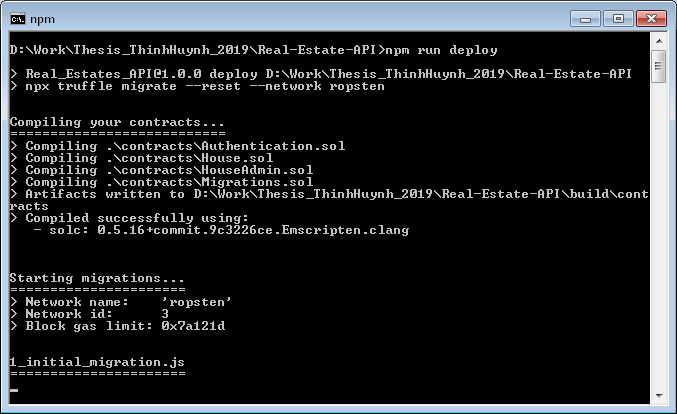 npm
D:\Work\Thesis_ThinhHuynh_2019\Real-Estate-API>npm run deploy
> Real_Estates_API@1.0.0 deploy D:\Work\Thesis_ThinhHuynh_2019\Real-Estate-API
> npx truffle migrate --reset --network ropsten
Compiling your contracts...
===========================
> Compiling .\contracts\Authentication.sol
> Compiling .\contracts\House.sol
> Compiling .\contracts\HouseAdmin.sol
> Compiling .\contracts\Migrations.sol
> Artifacts written to D:\Work\Thesis_ThinhHuynh_2019\Real-Estate-API\build\cont
racts
> Compiled successfully using:
   - solc: 0.5.16+commit.9c3226ce.Emscripten.clang
Starting migrations...
======================
> Network name:    'ropsten'
> Network id:      3
> Block gas limit: 0x7a121d
1_initial_migration.js
======================